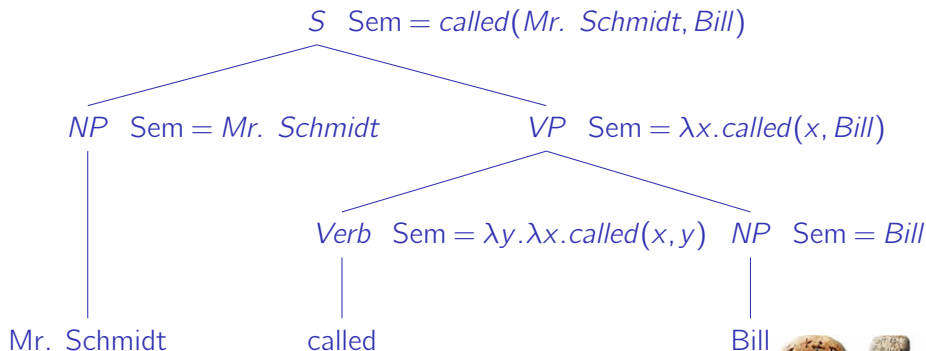 S Sem = called(Mr. Schmidt, Bill)
NP Sem = Mr. Schmidt VP Sem = λx.called(x, Bill)
Verb Sem = λy.λx.called(x, y) NP Sem = Bill
Mr. Schmidt called Bill